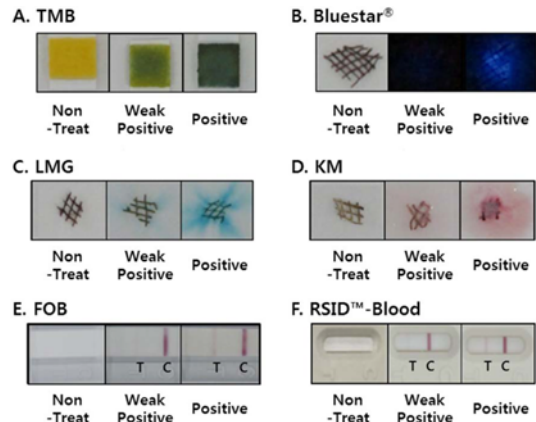 A. TMB
Non
-Treat
Weak
Positive
Positive
B. Bluestar®
Non
-Treat
Weak
Positive
Positive
C. LMG
Non
-Treat
Weak
Positive
Positive
D. KM
Non
-Treat
Weak
Positive
Positive
E. FOB
T C
T C
Non
-Treat
Weak
Positive
Positive
F. RSID™-Blood
T C
T C
Non
-Treat
Weak
Positive
Positive